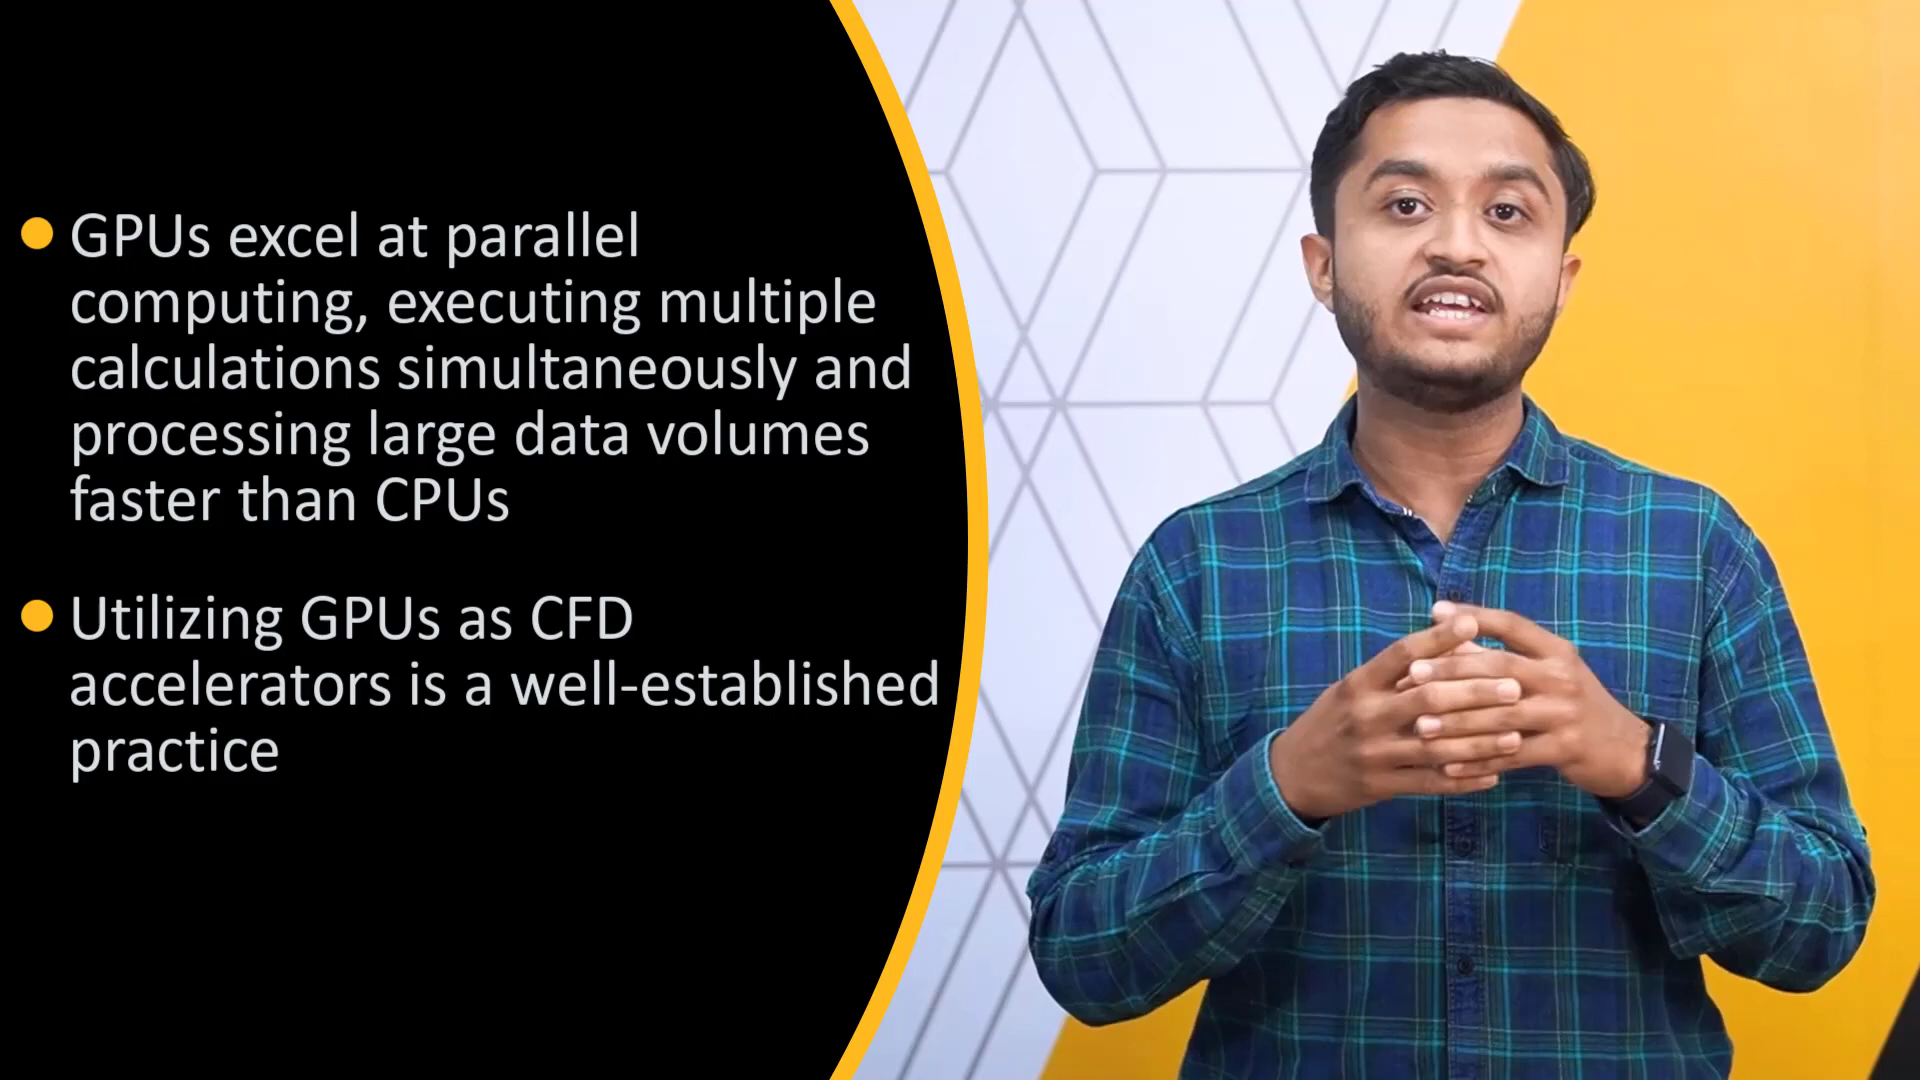 GPUs excel at parallel
computing, executing multiple
calculations simultaneously and
processing large data volumes
faster than CPUs
Utilizing GPUs as CFD
accelerators is a well-established
practice